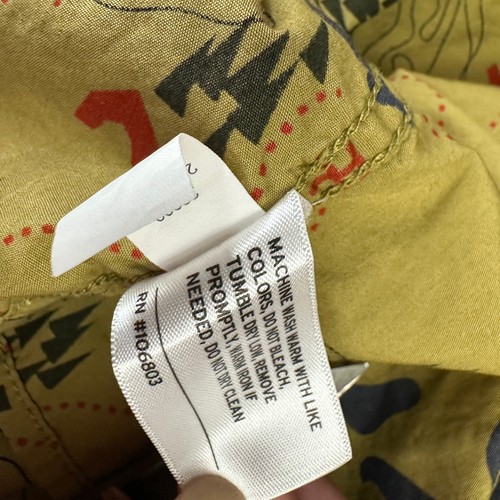 MACHINE WASH WARM WITH LIKE
COLORS, DO NOT BLEACH.
TUMBLE DRY LOW, REMOVE
PROMPTLY, WARM IRON IF
NEEDED, DO NOT DRY CLEAN
RN #106803
2